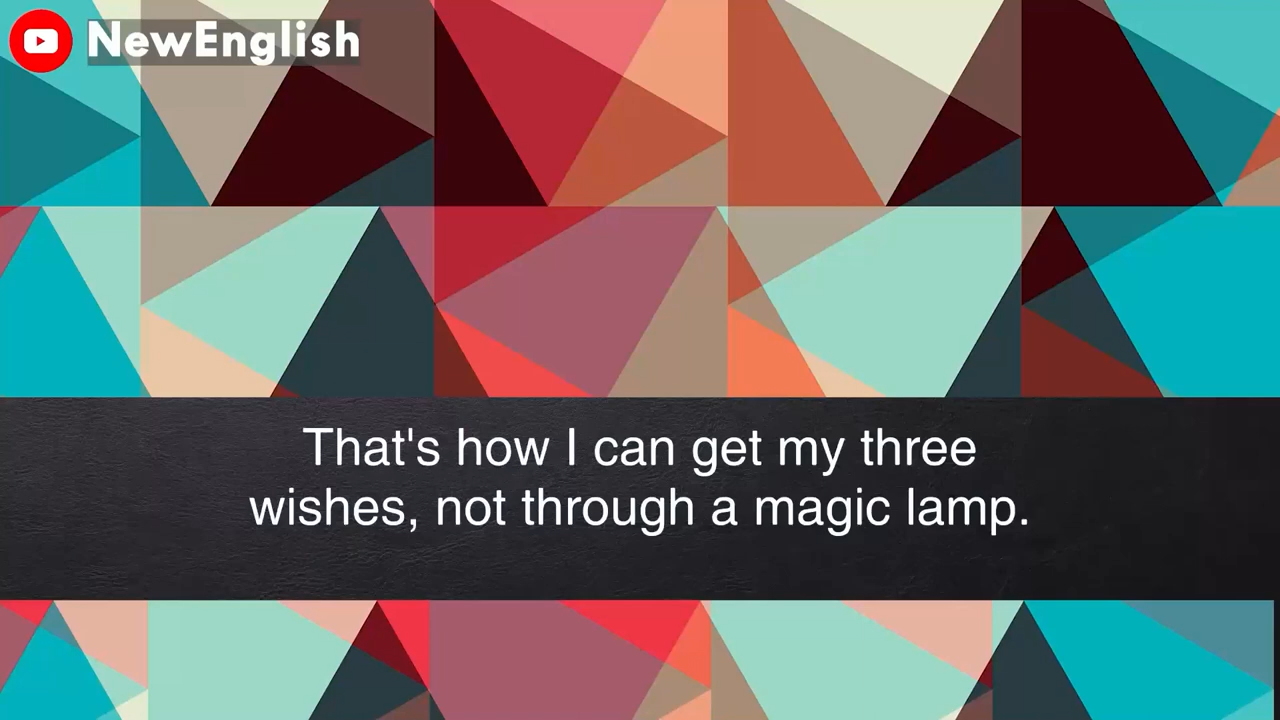 NewEnglish
That's how I can get my three
wishes, not through a magic lamp.